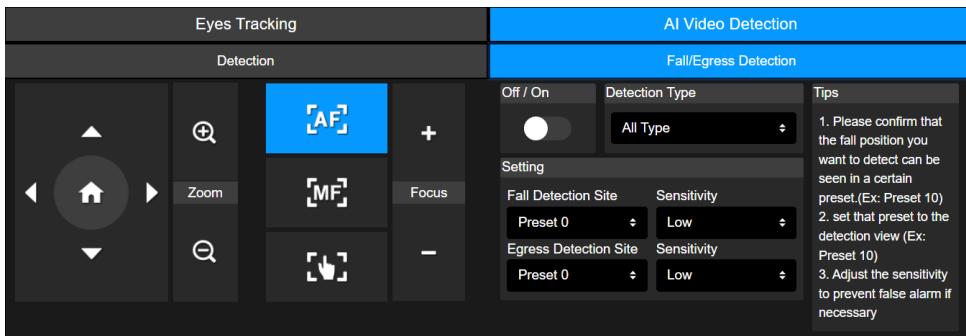 Eyes Tracking
AI Video Detection
Detection
Fall/Egress Detection
[AF]
[MF]
+
Zoom
Focus
−
Off / On
Detection Type
All Type
Setting
Fall Detection Site
Sensitivity
Preset 0
Low
Egress Detection Site
Sensitivity
Preset 0
Low
Tips
1. Please confirm that
the fall position you
want to detect can be
seen in a certain
preset.(Ex: Preset 10)
2. set that preset to the
detection view (Ex:
Preset 10)
3. Adjust the sensitivity
to prevent false alarm if
necessary